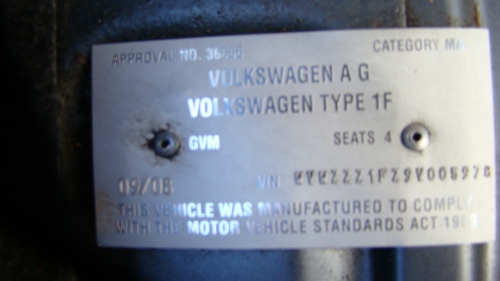 APPROVAL NO.
CATEGORY MA
VOLKSWAGEN A G
VOLKSWAGEN TYPE 1F
GVM SEATS 4
09/08 VIN
THIS VEHICLE WAS MANUFACTURED TO COMPLY
WITH THE MOTOR VEHICLE STANDARDS ACT